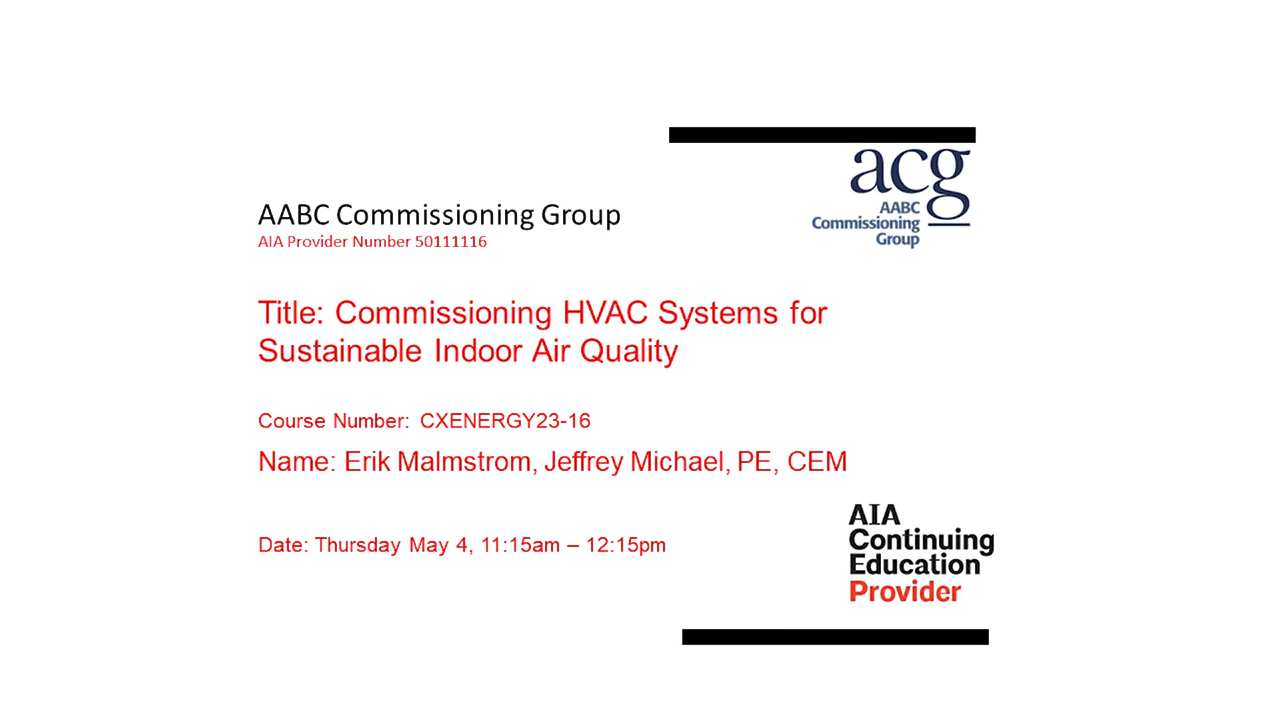 acg
AABC
Commissioning
Group
AABC Commissioning Group
AIA Provider Number 50111116
Title: Commissioning HVAC Systems for
Sustainable Indoor Air Quality
Course Number: CXENERGY23-16
Name: Erik Malmstrom, Jeffrey Michael, PE, CEM
Date: Thursday May 4, 11:15am – 12:15pm
AIA
Continuing
Education
Provider